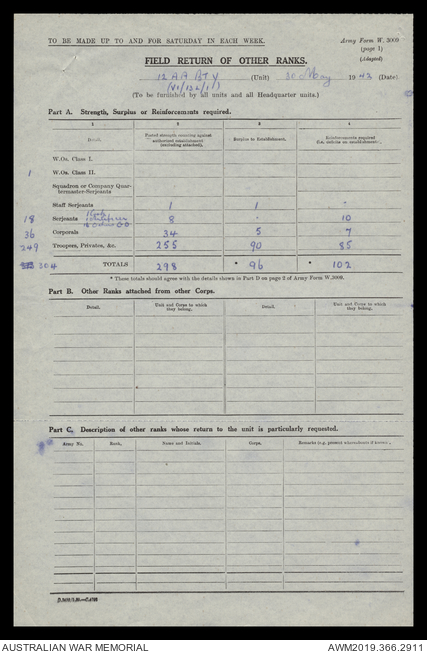 TO BE MADE UP TO AND FOR SATURDAY IN EACH WEEK.
Army Form W. 3009
(page 1)
(Adapted)
FIELD RETURN OF OTHER RANKS.
12 A A BTY (Unit) 30 May 1943 (Date)
(To be furnished by all units and all Headquarter units.)
Part A. Strength, Surplus or Reinforcements required.
1 2 3 4
Detail. Posted strength counting against authorized establishment (excluding attached). Surplus to Establishment. Reinforcements required
W.Os. Class I.
1 W.Os. Class II.
Squadron or Company Quar-
termaster-Serjeants
Staff Serjeants 1 1
18 Serjeants 8 10
36 Corporals 34 5 7
249 Troopers, Privates, &c. 255 90 85
304 TOTALS 298 * 96 * 102
* These totals should agree with the details shown in Part D on page 2 of Army Form W.3009.
Part B. Other Ranks attached from other Corps.
Detail. Unit and Corps to which they belong. Detail. Unit and Corps to which they belong.
Part C. Description of other ranks whose return to the unit is particularly requested.
Army No. Rank. Name and Initials. Corps. Remarks (e.g. present whereabouts if known).
AUSTRALIAN WAR MEMORIAL
AWM2019.366.2911